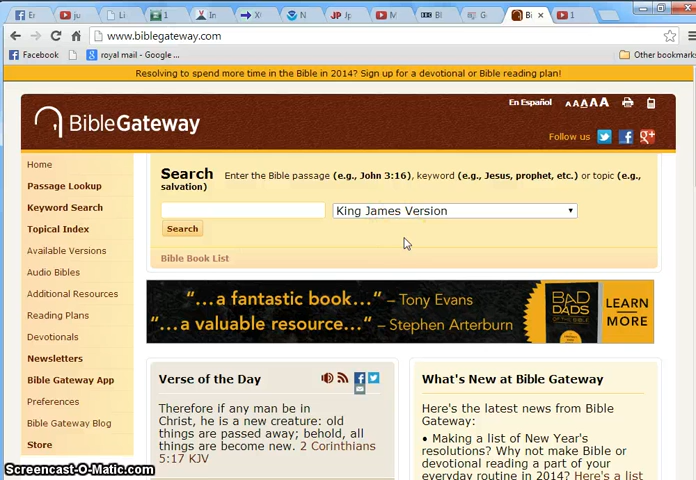 www.biblegateway.com
Facebook
royal mail - Google ...
Other bookmarks
Resolving to spend more time in the Bible in 2014? Sign up for a devotional or Bible reading plan!
En Español
A A A A A
BibleGateway
Follow us
Home
Passage Lookup
Keyword Search
Topical Index
Available Versions
Audio Bibles
Additional Resources
Reading Plans
Devotionals
Newsletters
Bible Gateway App
Preferences
Bible Gateway Blog
Store
Search Enter the Bible passage (e.g., John 3:16), keyword (e.g., Jesus, prophet, etc.) or topic (e.g.,
salvation)
King James Version
Search
Bible Book List
“...a fantastic book...” – Tony Evans
“...a valuable resource...” – Stephen Arterburn
BAD
DADS
OF THE BIBLE
LEARN
MORE
Verse of the Day
Therefore if any man be in
Christ, he is a new creature: old
things are passed away; behold, all
things are become new. 2 Corinthians
5:17 KJV
What's New at Bible Gateway
Here's the latest news from Bible
Gateway:
• Making a list of New Year's
resolutions? Why not make Bible or
devotional reading a part of your
everyday routine in 2014? Here's a list
Screencast-O-Matic.com